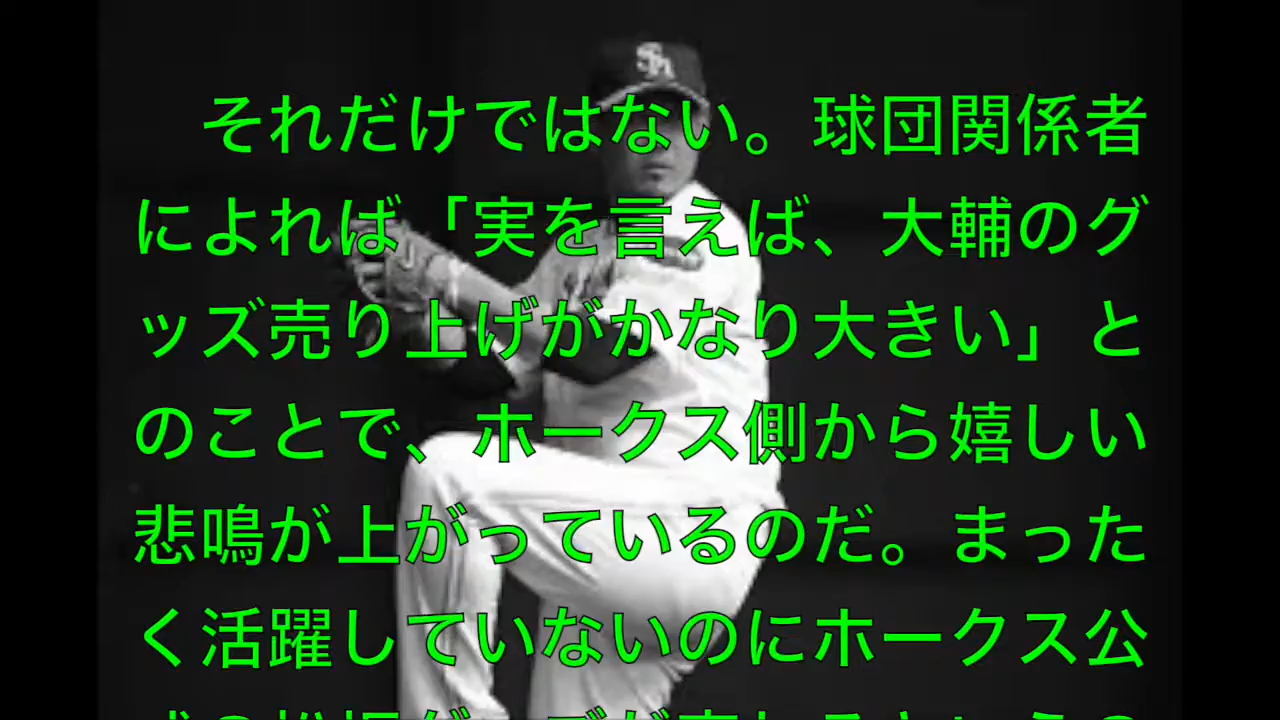 SH
それだけではない。球団関係者
によれば「実を言えば、大輔のグ
ッズ売り上げがかなり大きい」と
のことで、ホークス側から嬉しい
悲鳴が上がっているのだ。まった
く活躍していないのにホークス公